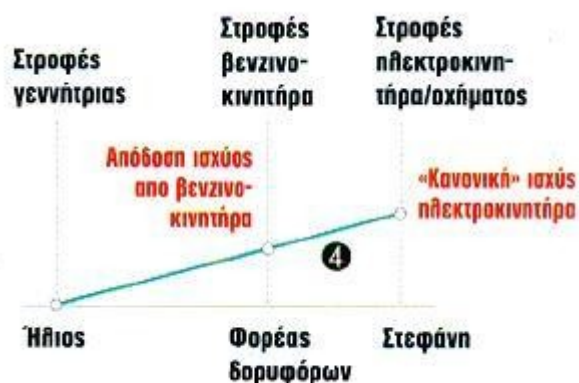 Στροφές
γεννήτριας
Στροφές
βενζινο-
κινητήρα
Στροφές
ηλεκτροκινη-
τήρα/οχήματος
Απόδοση ισχύος
απο βενζινο-
κινητήρα
«Κανονική» ισχύς
ηλεκτροκινητήρα
4
Ήλιος
Φορέας
δορυφόρων
Στεφάνη